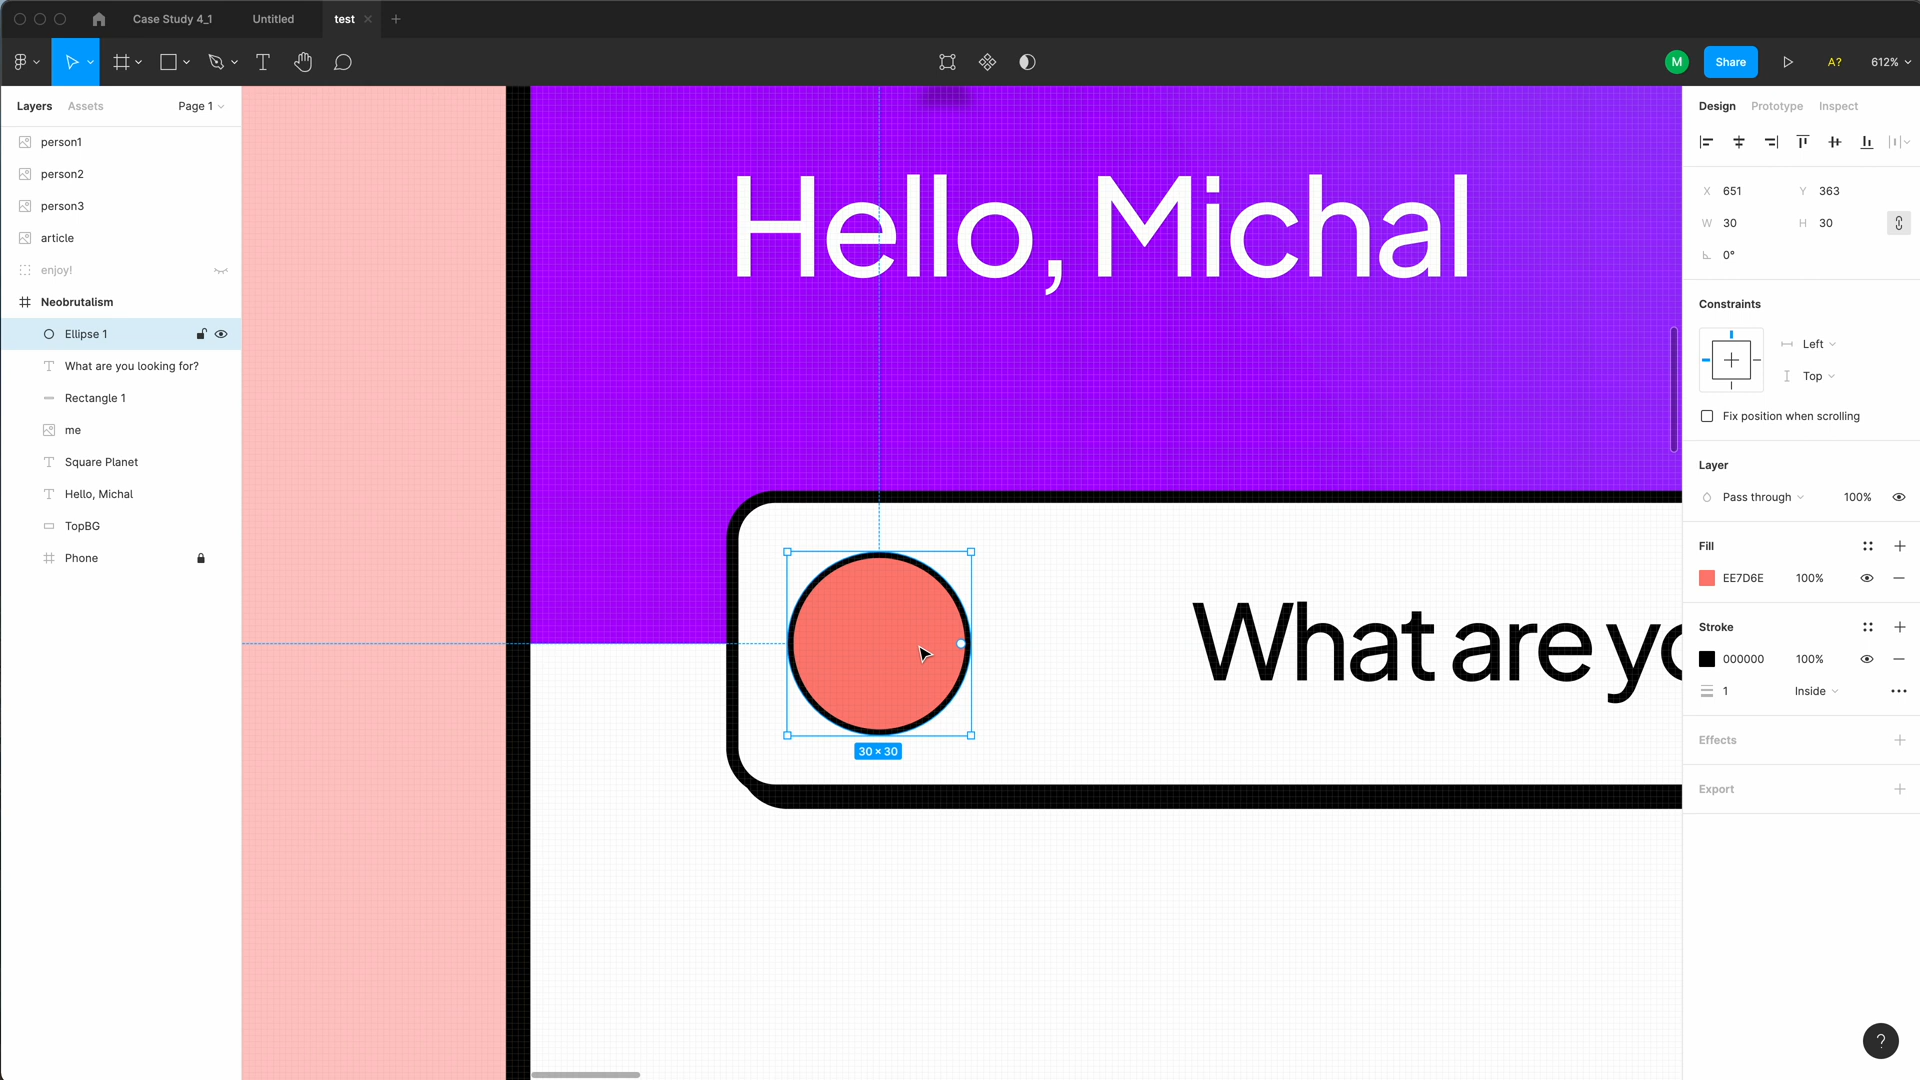 Case Study 4_1
Untitled
test
M
Share
A?
612%
Layers
Assets
Page 1
person1
person2
person3
article
enjoy!
Neobrutalism
Ellipse 1
What are you looking for?
Rectangle 1
me
Square Planet
Hello, Michal
TopBG
Phone
Hello, Michal
What are yo
30 × 30
Design
Prototype
Inspect
X 651
Y 363
W 30
H 30
0°
Constraints
Left
Top
Fix position when scrolling
Layer
Pass through
100%
Fill
EE7D6E
100%
Stroke
000000
100%
1
Inside
Effects
Export
?